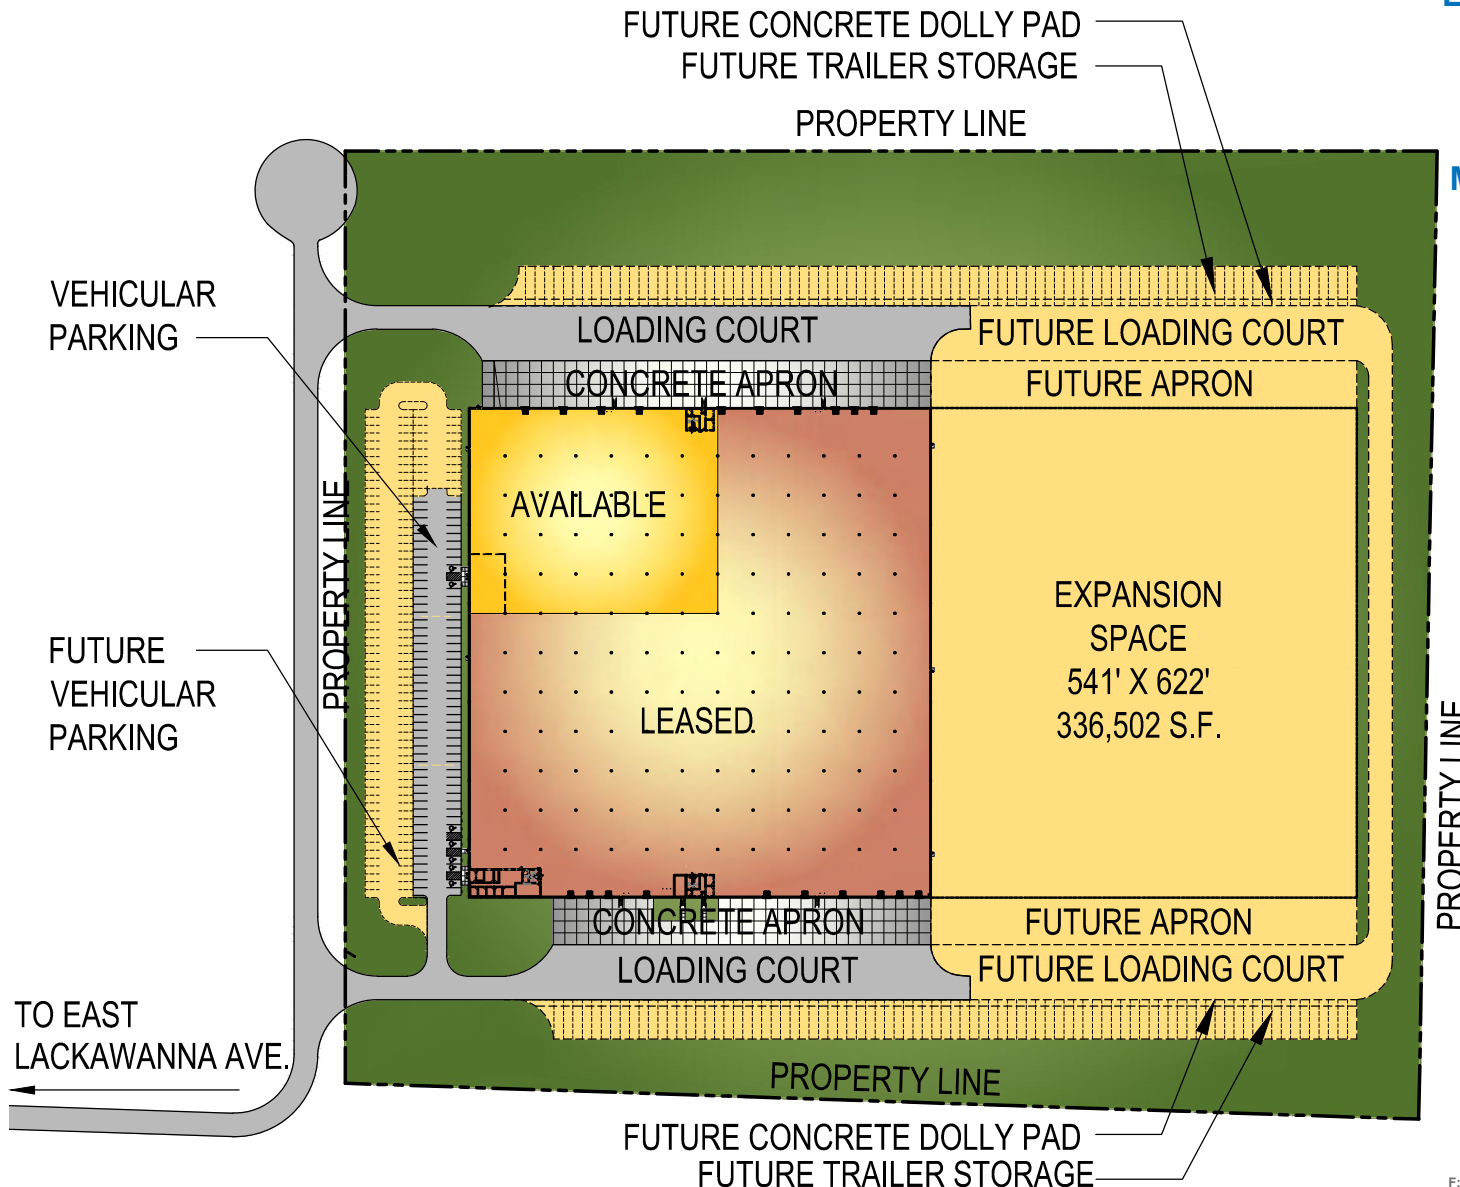 FUTURE CONCRETE DOLLY PAD
FUTURE TRAILER STORAGE
PROPERTY LINE
VEHICULAR
PARKING
LOADING COURT
FUTURE LOADING COURT
CONCRETE APRON
FUTURE APRON
AVAILABLE
PROPERTY LINE
EXPANSION
SPACE
541' X 622'
336,502 S.F.
FUTURE
VEHICULAR
PARKING
LEASED
PROPERTY LINE
CONCRETE APRON
FUTURE APRON
LOADING COURT
FUTURE LOADING COURT
TO EAST
LACKAWANNA AVE.
PROPERTY LINE
FUTURE CONCRETE DOLLY PAD
FUTURE TRAILER STORAGE